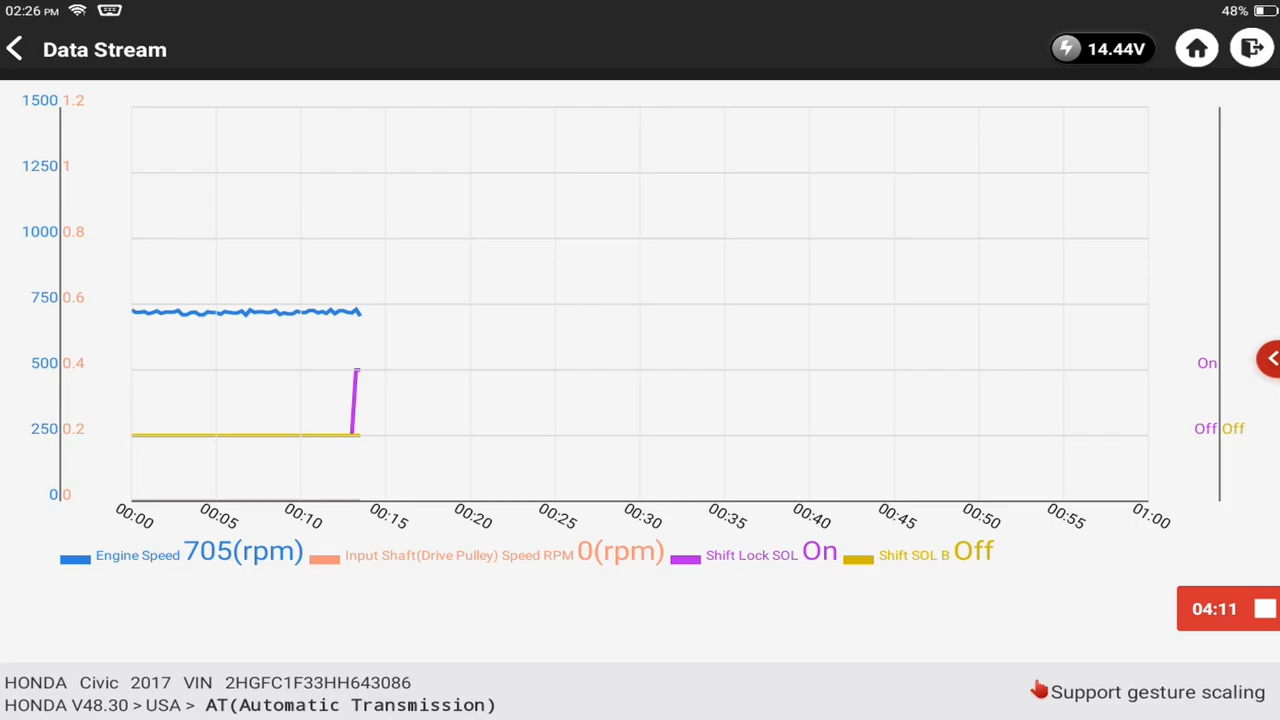 02:26 PM
48%
Data Stream
14.44V
1500 1.2
1250 1
1000 0.8
750 0.6
500 0.4
On
250 0.2
Off Off
0 0
00:00 00:05 00:10 00:15 00:20 00:25 00:30 00:35 00:40 00:45 00:50 00:55 01:00
Engine Speed 705(rpm) Input Shaft(Drive Pulley) Speed RPM 0(rpm) Shift Lock SOL On Shift SOL B Off
04:11
HONDA Civic 2017 VIN 2HGFC1F33HH643086
Support gesture scaling
HONDA V48.30 > USA > AT(Automatic Transmission)